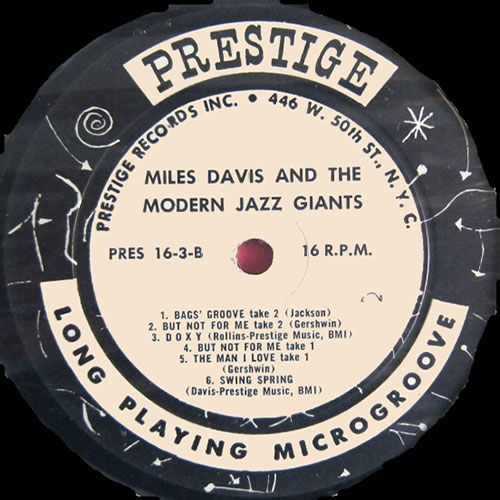 PRESTIGE
PRESTIGE RECORDS INC. • 446 W. 50th ST., N. Y. C.
MILES DAVIS AND THE
MODERN JAZZ GIANTS
PRES 16-3-B
16 R.P.M.
1. BAGS' GROOVE take 2 (Jackson)
2. BUT NOT FOR ME take 2 (Gershwin)
3. DOXY (Rollins-Prestige Music, BMI)
4. BUT NOT FOR ME take 1
5. THE MAN I LOVE take 1
(Gershwin)
6. SWING SPRING
(Davis-Prestige Music, BMI)
LONG PLAYING MICROGROOVE